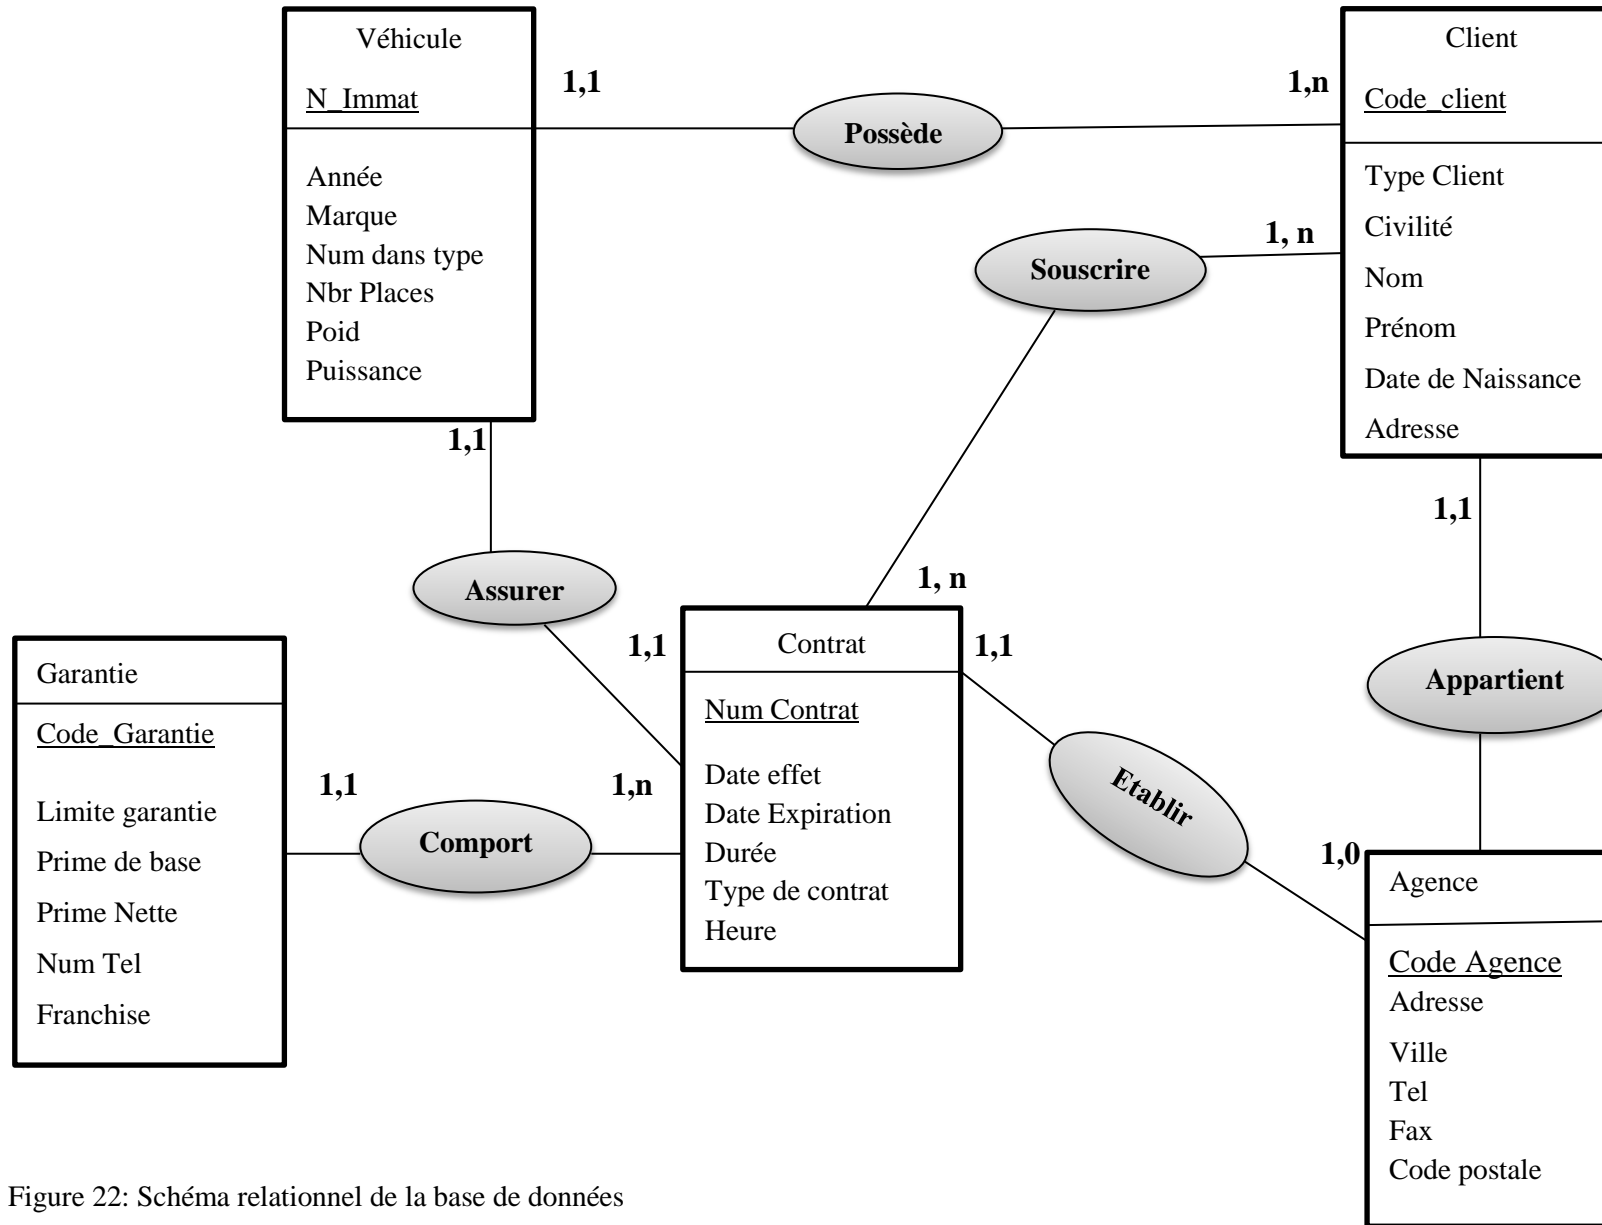 Véhicule
N_Immat
Année
Marque
Num dans type
Nbr Places
Poid
Puissance
1,1
Possède
1,n
Client
Code_client
Type Client
Civilité
Nom
Prénom
Date de Naissance
Adresse
Souscrire
1, n
1,1
Assurer
1, n
1,1
Appartient
Garantie
Code_Garantie
Limite garantie
Prime de base
Prime Nette
Num Tel
Franchise
1,1
Comport
1,n
1,1
Contrat
Num Contrat
Date effet
Date Expiration
Durée
Type de contrat
Heure
1,1
Etablir
1,0
Agence
Code Agence
Adresse
Ville
Tel
Fax
Code postale
Figure 22: Schéma relationnel de la base de données